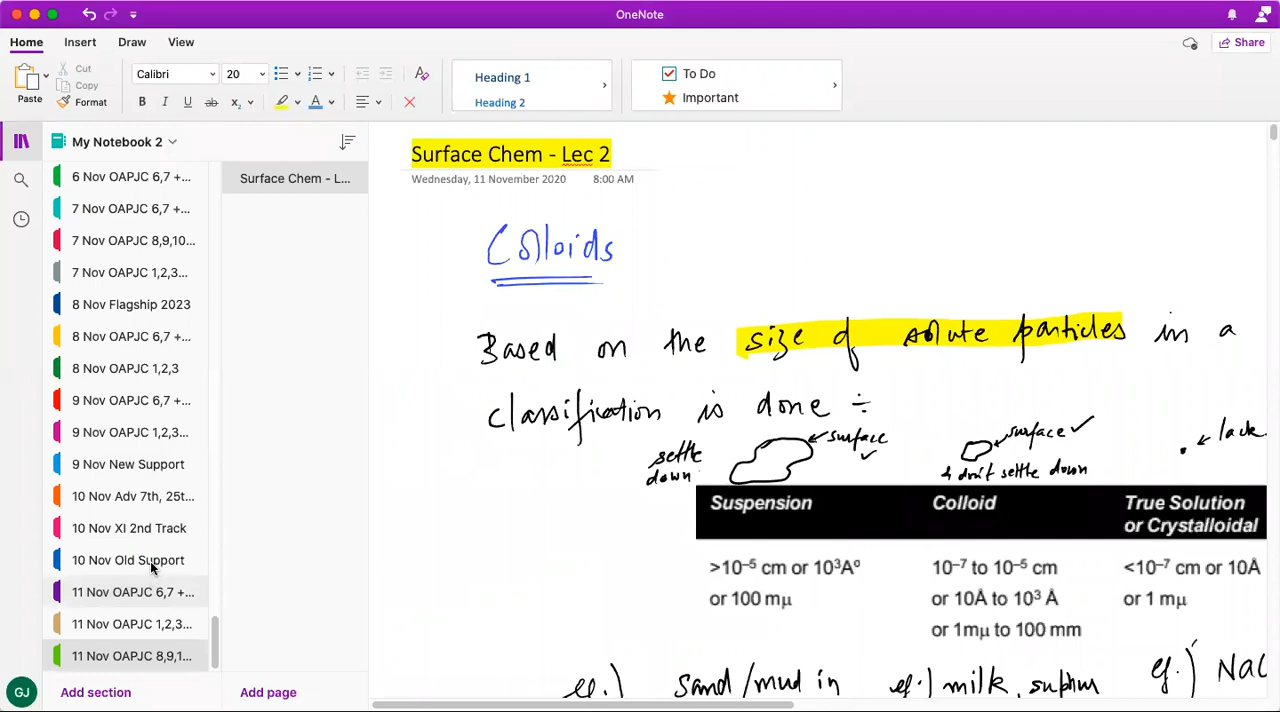 OneNote
Home Insert Draw View
Share
Paste
Cut
Copy
Format
Calibri 20
Heading 1
Heading 2
To Do
Important
My Notebook 2
6 Nov OAPJC 6,7 +...
7 Nov OAPJC 6,7 +...
7 Nov OAPJC 8,9,10...
7 Nov OAPJC 1,2,3...
8 Nov Flagship 2023
8 Nov OAPJC 6,7 +...
8 Nov OAPJC 1,2,3
9 Nov OAPJC 6,7 +...
9 Nov OAPJC 1,2,3...
9 Nov New Support
10 Nov Adv 7th, 25t...
10 Nov XI 2nd Track
10 Nov Old Support
11 Nov OAPJC 6,7 +...
11 Nov OAPJC 1,2,3...
11 Nov OAPJC 8,9,1...
GJ
Add section
Surface Chem - L...
Add page
Surface Chem - Lec 2
Wednesday, 11 November 2020 8:00 AM
Colloids
Based on the size of solute particles in a
classification is done ÷
settle down
surface ✓
surface ✓
& don't settle down
lack
Suspension Colloid True Solution
or Crystalloidal
>10⁻⁵ cm or 10³A° 10⁻⁷ to 10⁻⁵ cm <10⁻⁷ cm or 10Å
or 100 mμ or 10Å to 10³ Å or 1 mμ
or 1mμ to 100 mm
eg.) sand/mud in eg.) milk, sulphur eg.) NaCl